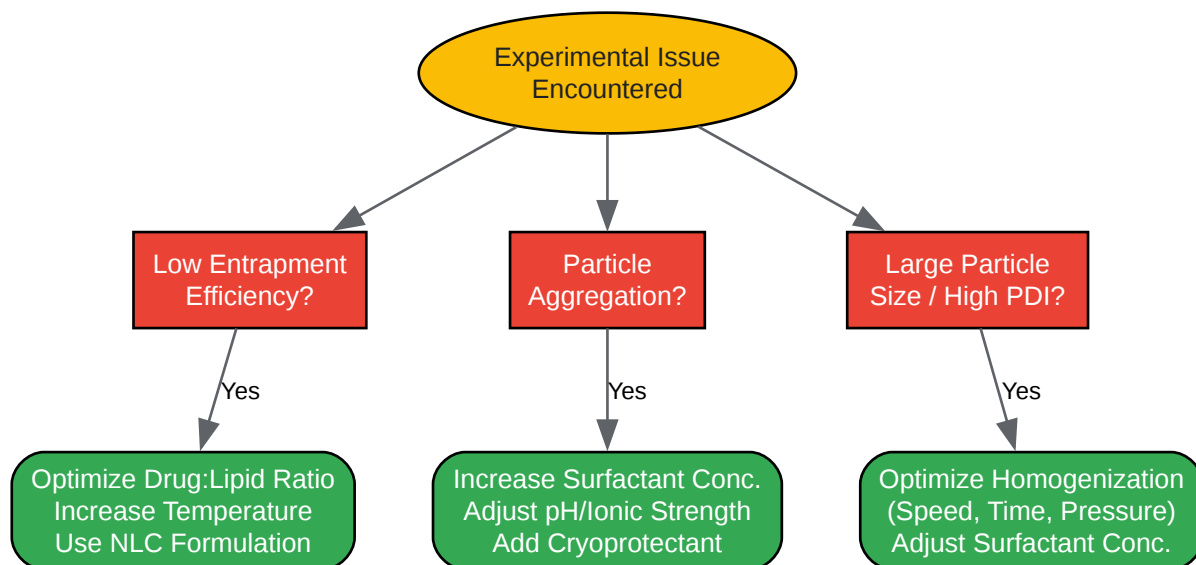 Experimental Issue
Encountered
Low Entrapment
Efficiency?
Particle
Aggregation?
Large Particle
Size / High PDI?
Yes
Yes
Yes
Optimize Drug:Lipid Ratio
Increase Temperature
Use NLC Formulation
Increase Surfactant Conc.
Adjust pH/Ionic Strength
Add Cryoprotectant
Optimize Homogenization
(Speed, Time, Pressure)
Adjust Surfactant Conc.